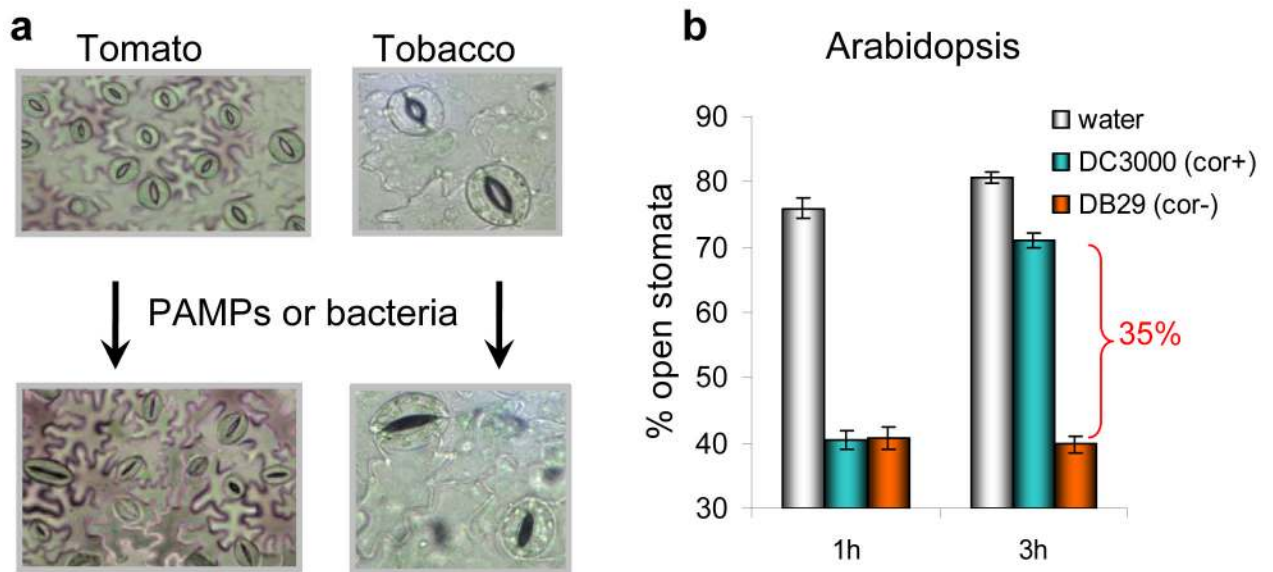 a
Tomato
Tobacco
PAMPs or bacteria
b
Arabidopsis
% open stomata
90
80
70
60
50
40
30
water
DC3000 (cor+)
DB29 (cor-)
35%
1h
3h